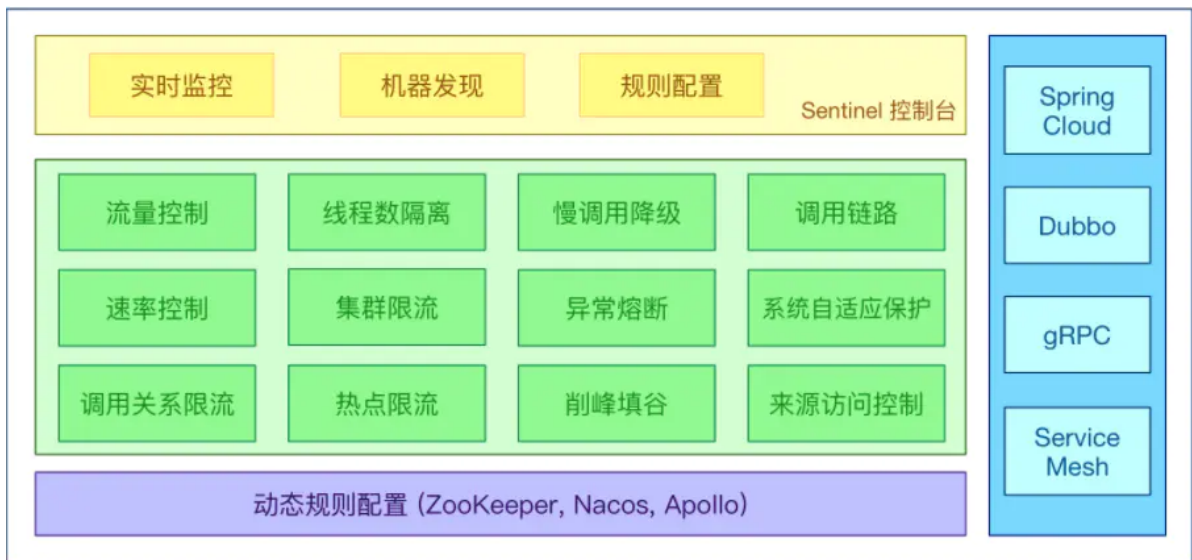 实时监控
机器发现
规则配置
Sentinel 控制台
流量控制
线程数隔离
慢调用降级
调用链路
速率控制
集群限流
异常熔断
系统自适应保护
调用关系限流
热点限流
削峰填谷
来源访问控制
动态规则配置 (ZooKeeper, Nacos, Apollo)
Spring
Cloud
Dubbo
gRPC
Service
Mesh